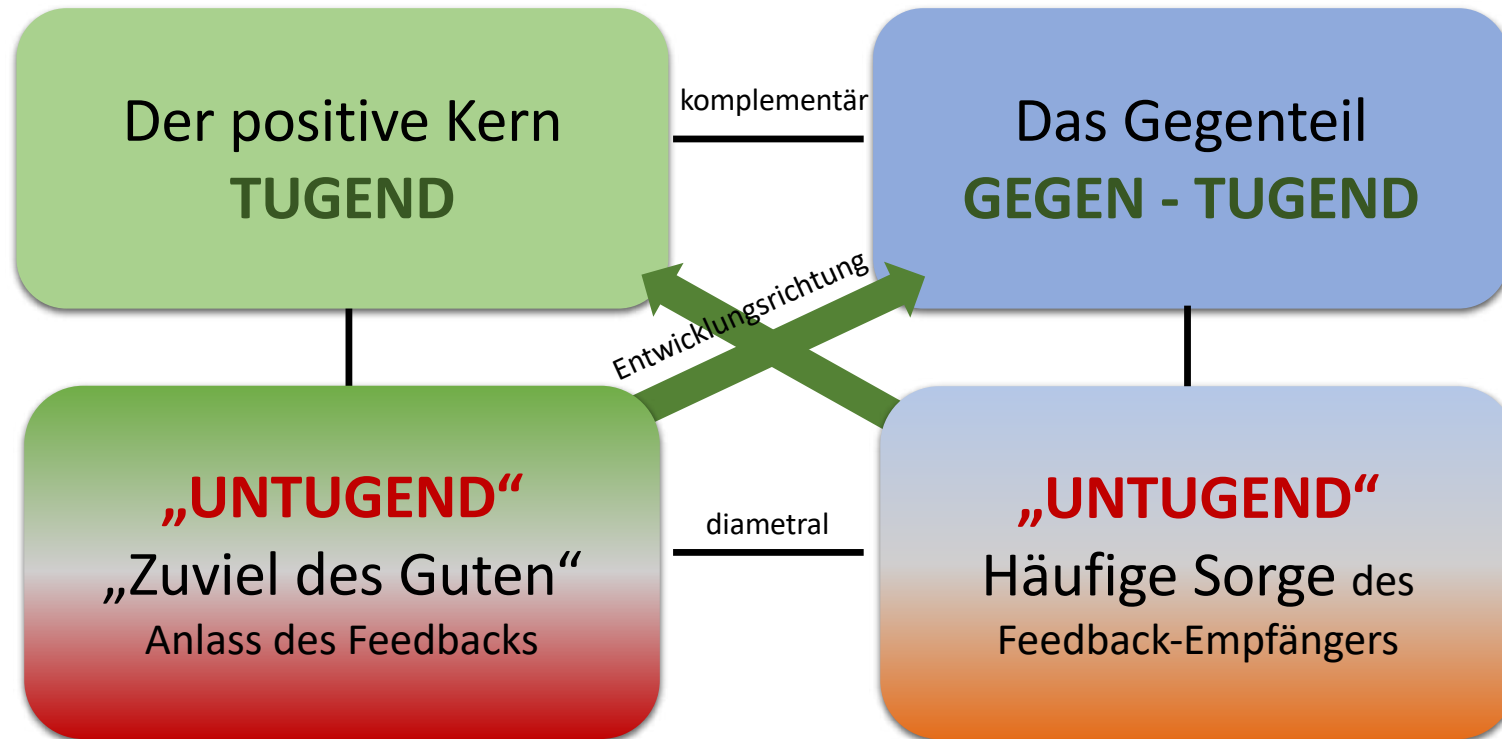 Der positive Kern
TUGEND
komplementär
Das Gegenteil
GEGEN - TUGEND
Entwicklungsrichtung
„UNTUGEND“
„Zuviel des Guten“
Anlass des Feedbacks
diametral
„UNTUGEND“
Häufige Sorge des
Feedback-Empfängers